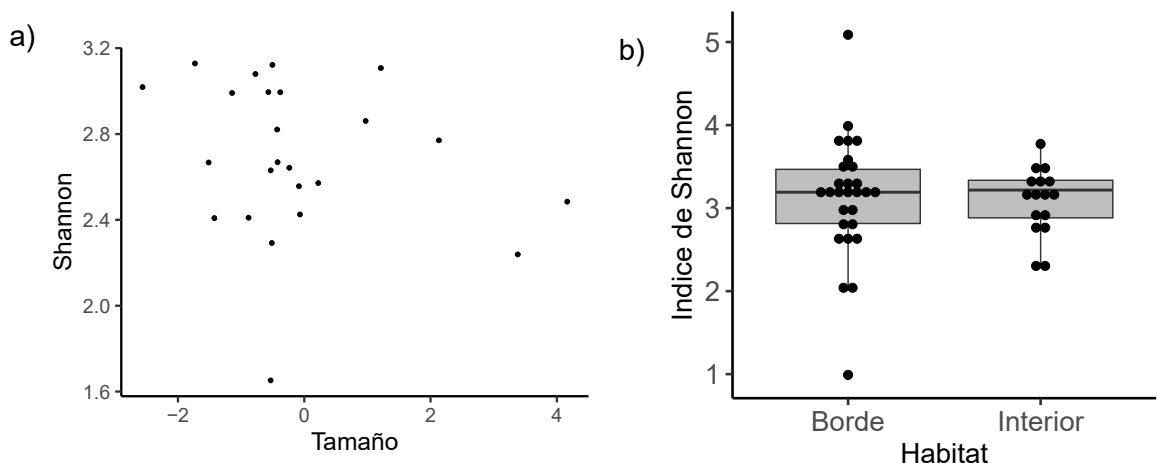 a)
Shannon
3.2
2.8
2.4
2.0
1.6
−2
0
2
4
Tamaño
b)
Indice de Shannon
5
4
3
2
1
Borde
Interior
Habitat